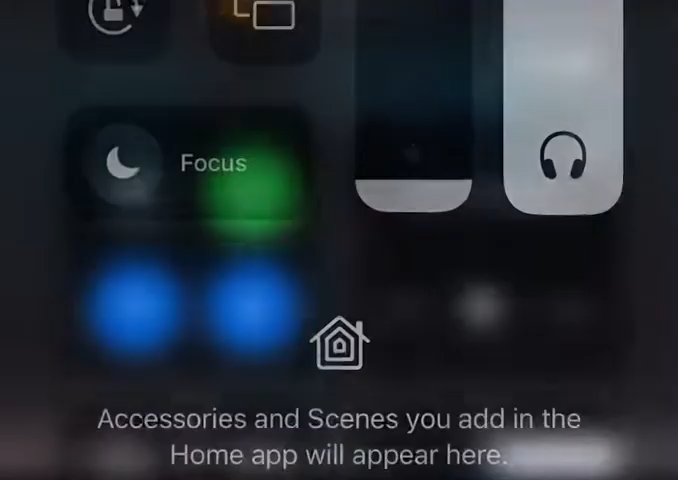 Focus
Accessories and Scenes you add in the
Home app will appear here.